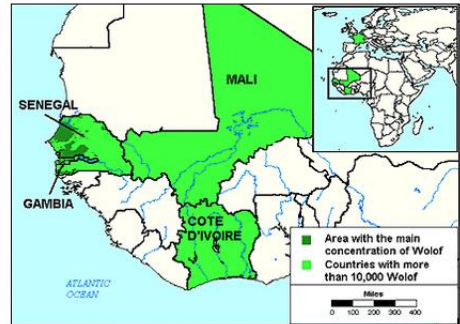 MALI
SENEGAL
GAMBIA
COTE
D'IVOIRE
ATLANTIC
OCEAN
Area with the main
concentration of Wolof
Countries with more
than 10,000 Wolof
Miles
0 100 200 300 400